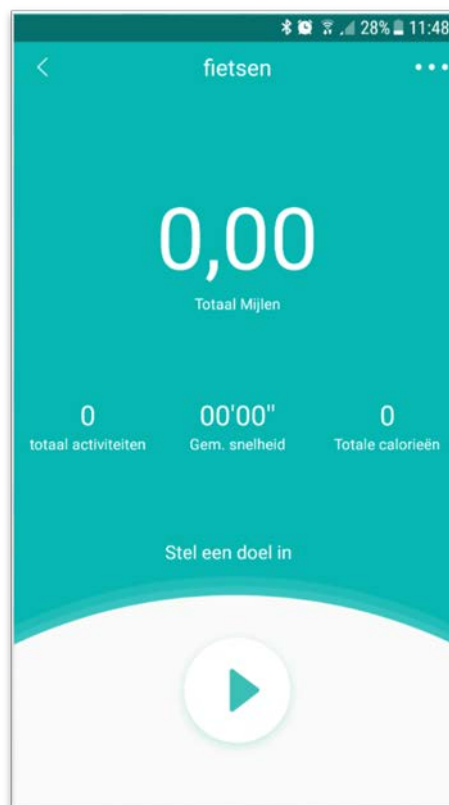 28% 11:48
fietsen
0,00
Totaal Mijlen
0 00'00" 0
totaal activiteiten Gem. snelheid Totale calorieën
Stel een doel in